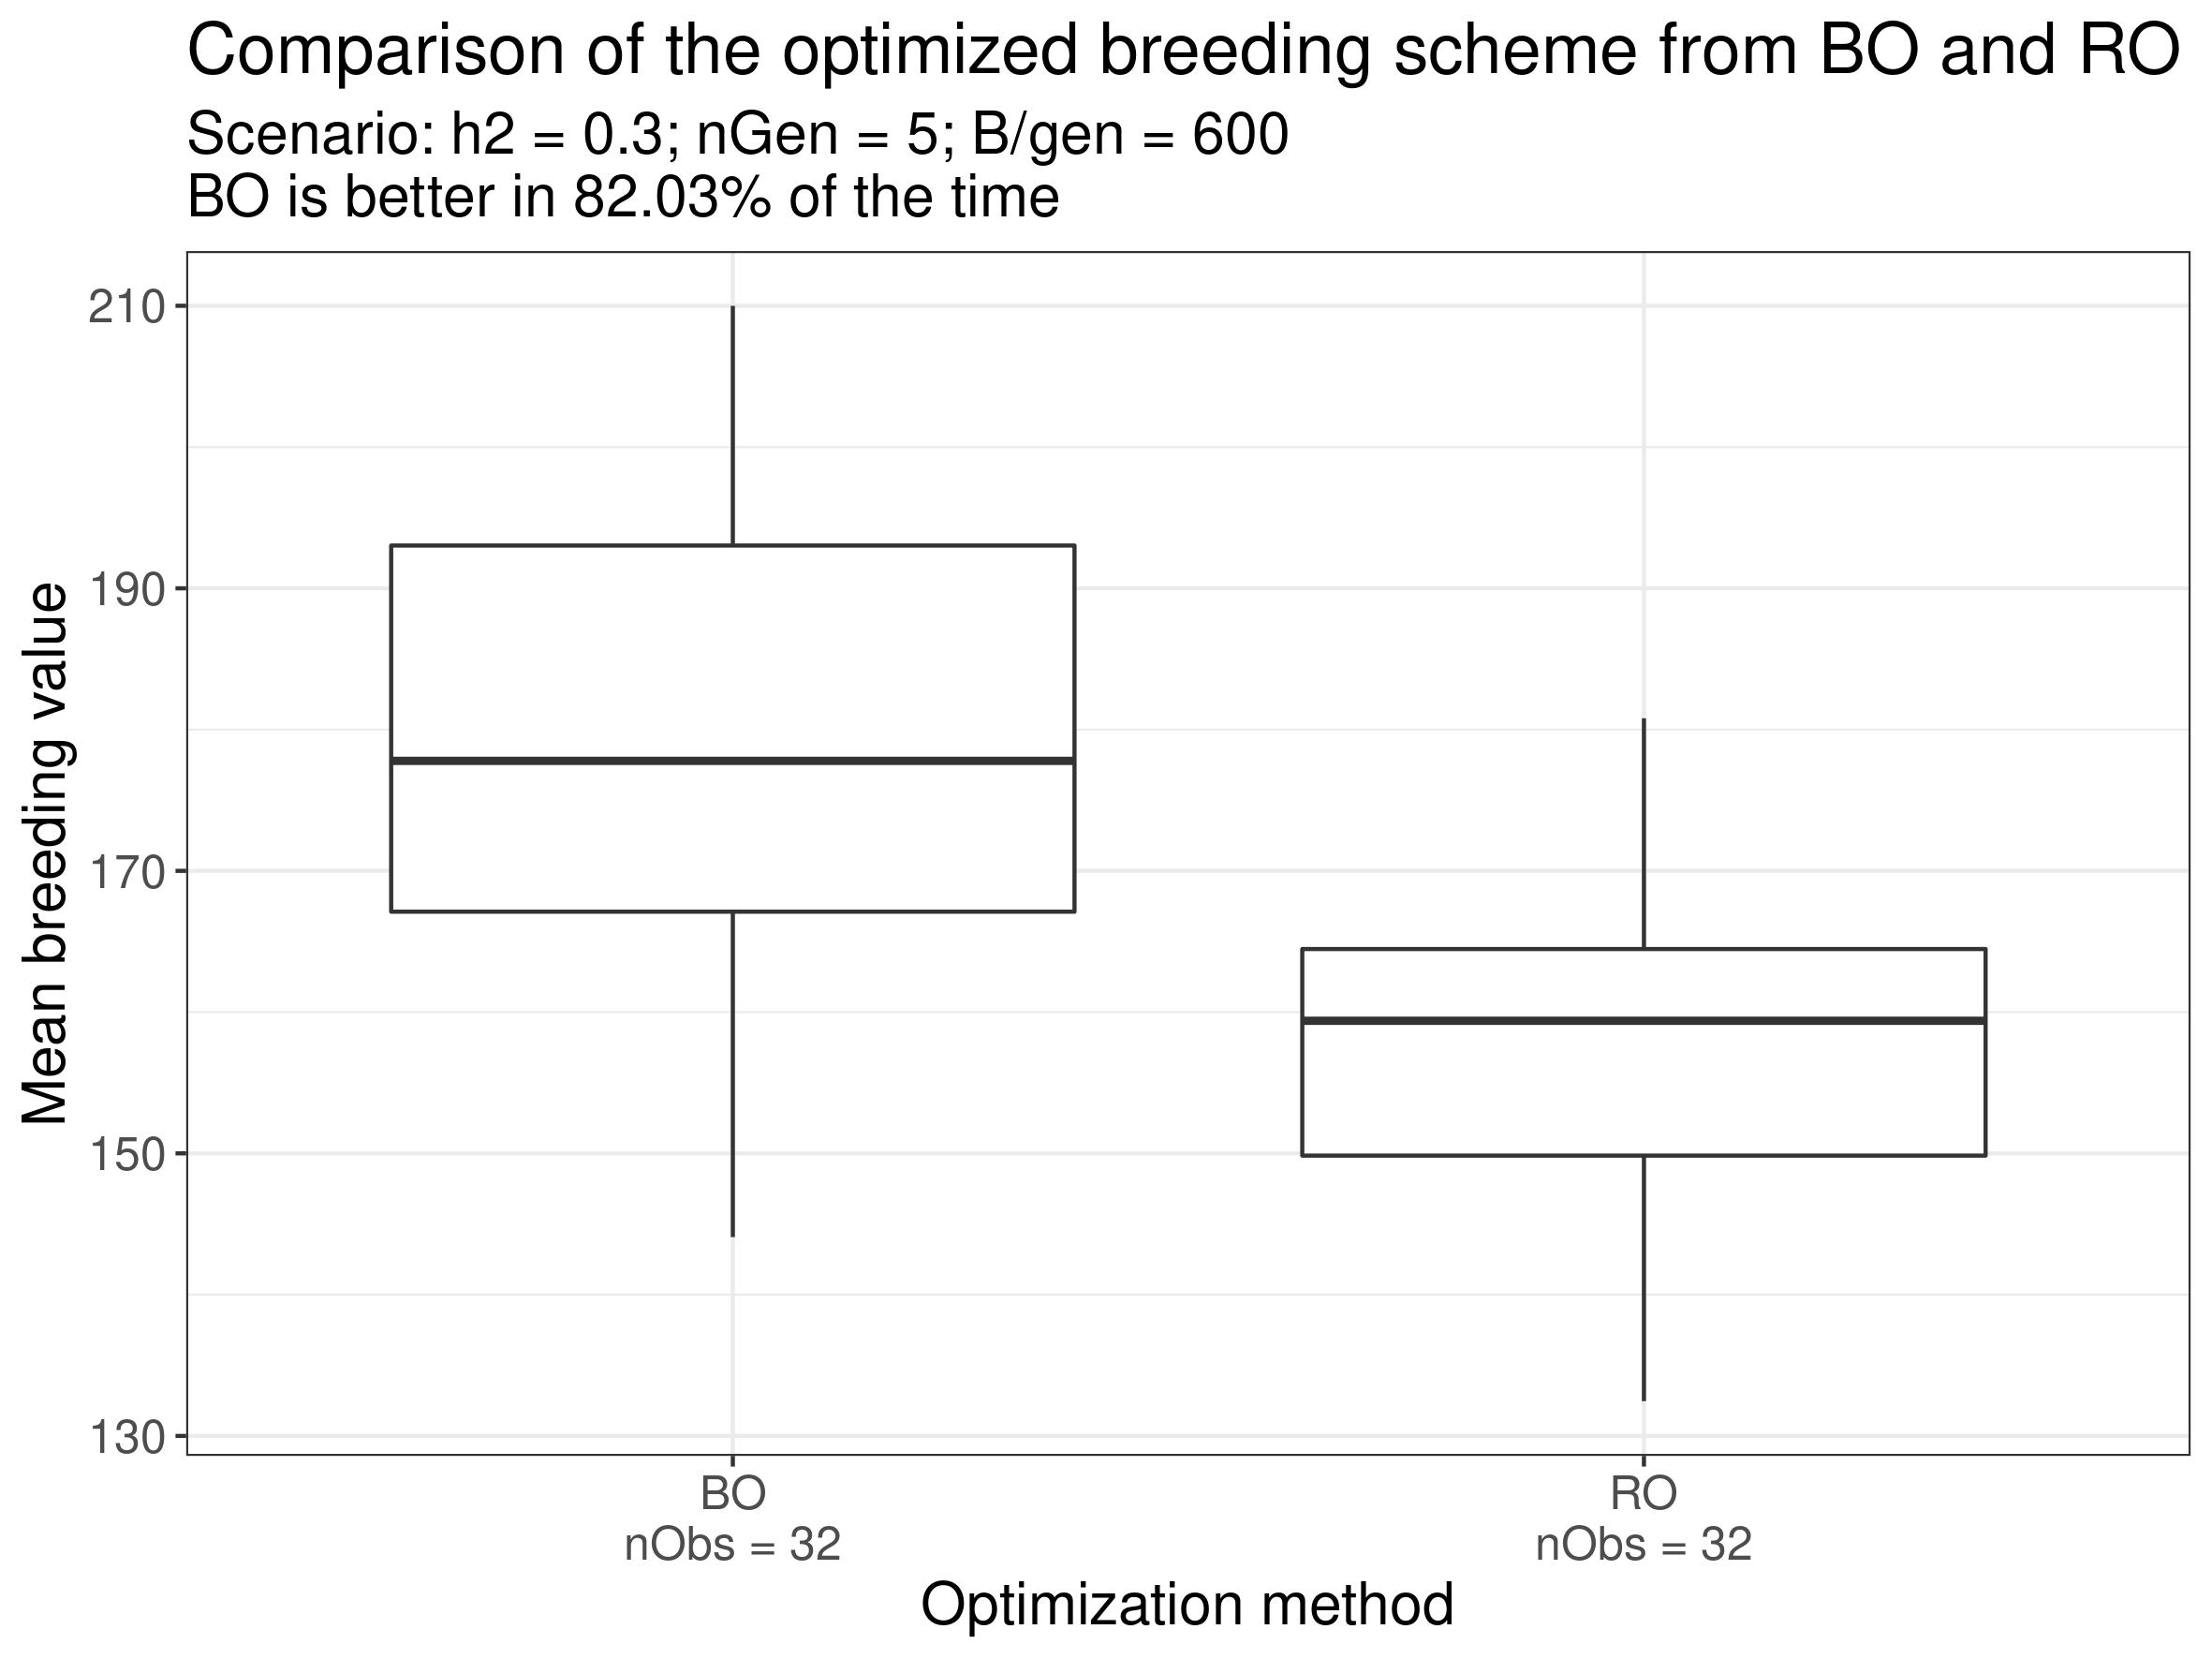 Comparison of the optimized breeding scheme from BO and RO
Scenario: h2 = 0.3; nGen = 5; B/gen = 600
BO is better in 82.03% of the time
Mean breeding value
210
190
170
150
130
BO
nObs = 32
RO
nObs = 32
Optimization method